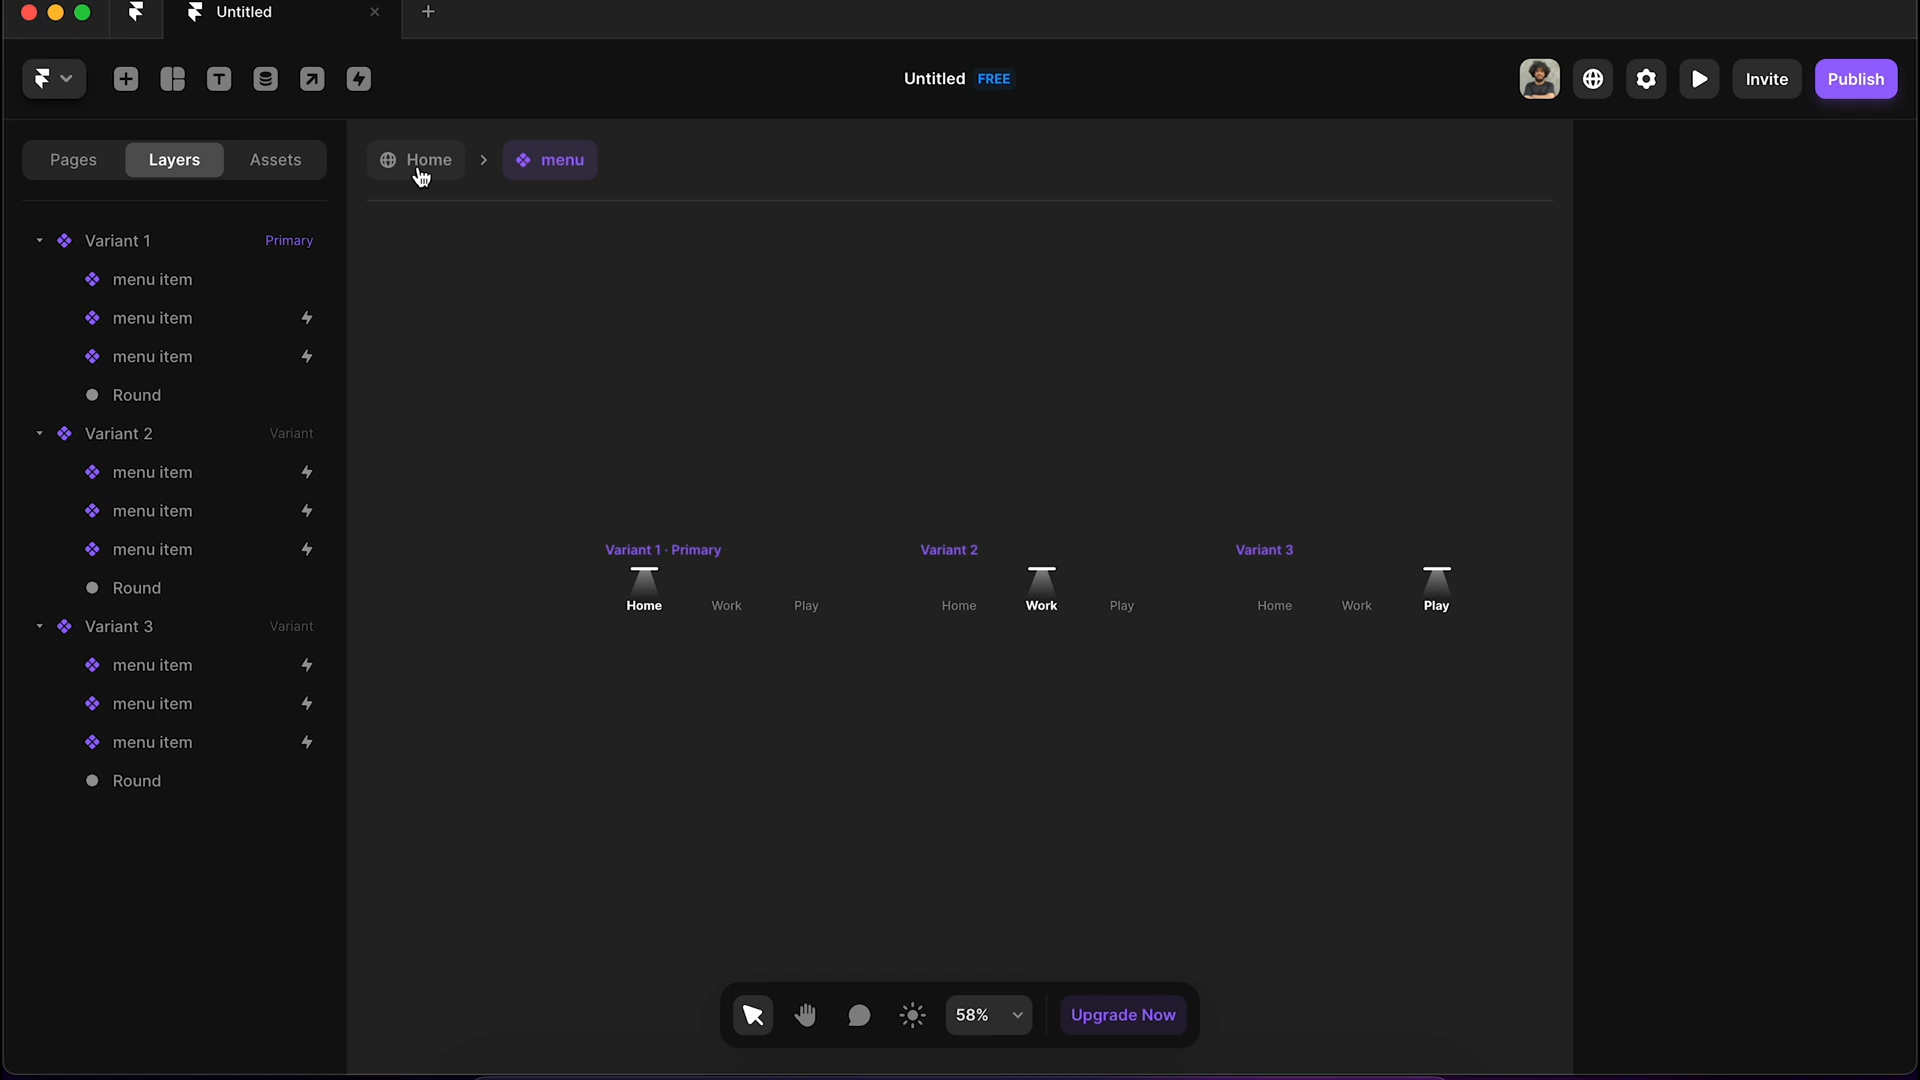 Untitled
Untitled FREE
Invite
Publish
Pages
Layers
Assets
Home
menu
Variant 1 Primary
menu item
menu item
menu item
Round
Variant 2 Variant
menu item
menu item
menu item
Round
Variant 3 Variant
menu item
menu item
menu item
Round
Variant 1 · Primary
Home Work Play
Variant 2
Home Work Play
Variant 3
Home Work Play
58%
Upgrade Now